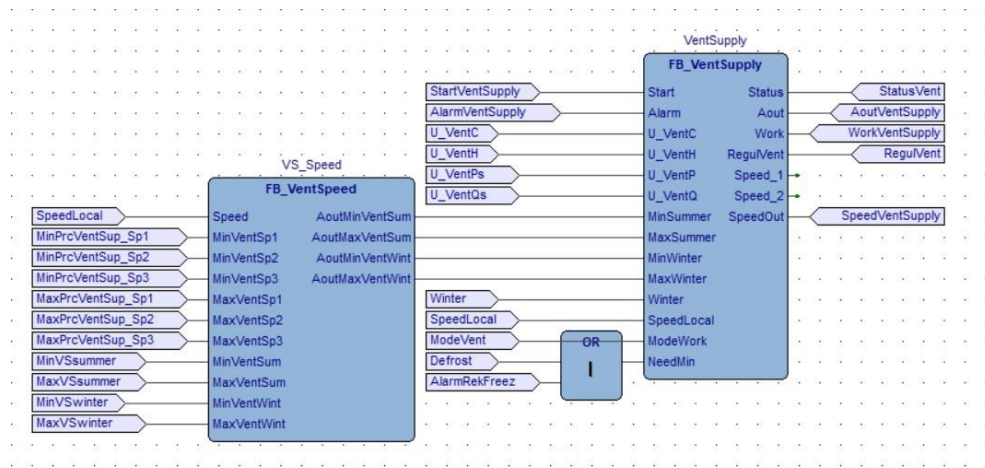 VentSupply
FB_VentSupply
StartVentSupply
Start
Status
StatusVent
AlarmVentSupply
Alarm
Aout
AoutVentSupply
U_VentC
U_VentC
Work
WorkVentSupply
U_VentH
U_VentH
RegulVent
RegulVent
U_VentPs
U_VentP
Speed_1
U_VentQs
U_VentQ
Speed_2
MinSummer
SpeedOut
SpeedVentSupply
MaxSummer
MinWinter
MaxWinter
Winter
Winter
SpeedLocal
SpeedLocal
ModeVent
ModeWork
Defrost
NeedMin
AlarmRekFreez
OR
VS_Speed
FB_VentSpeed
SpeedLocal
Speed
AoutMinVentSum
MinPrcVentSup_Sp1
MinVentSp1
AoutMaxVentSum
MinPrcVentSup_Sp2
MinVentSp2
AoutMinVentWint
MinPrcVentSup_Sp3
MinVentSp3
AoutMaxVentWint
MaxPrcVentSup_Sp1
MaxVentSp1
MaxPrcVentSup_Sp2
MaxVentSp2
MaxPrcVentSup_Sp3
MaxVentSp3
MinVSsummer
MinVentSum
MaxVSsummer
MaxVentSum
MinVSwinter
MinVentWint
MaxVSwinter
MaxVentWint